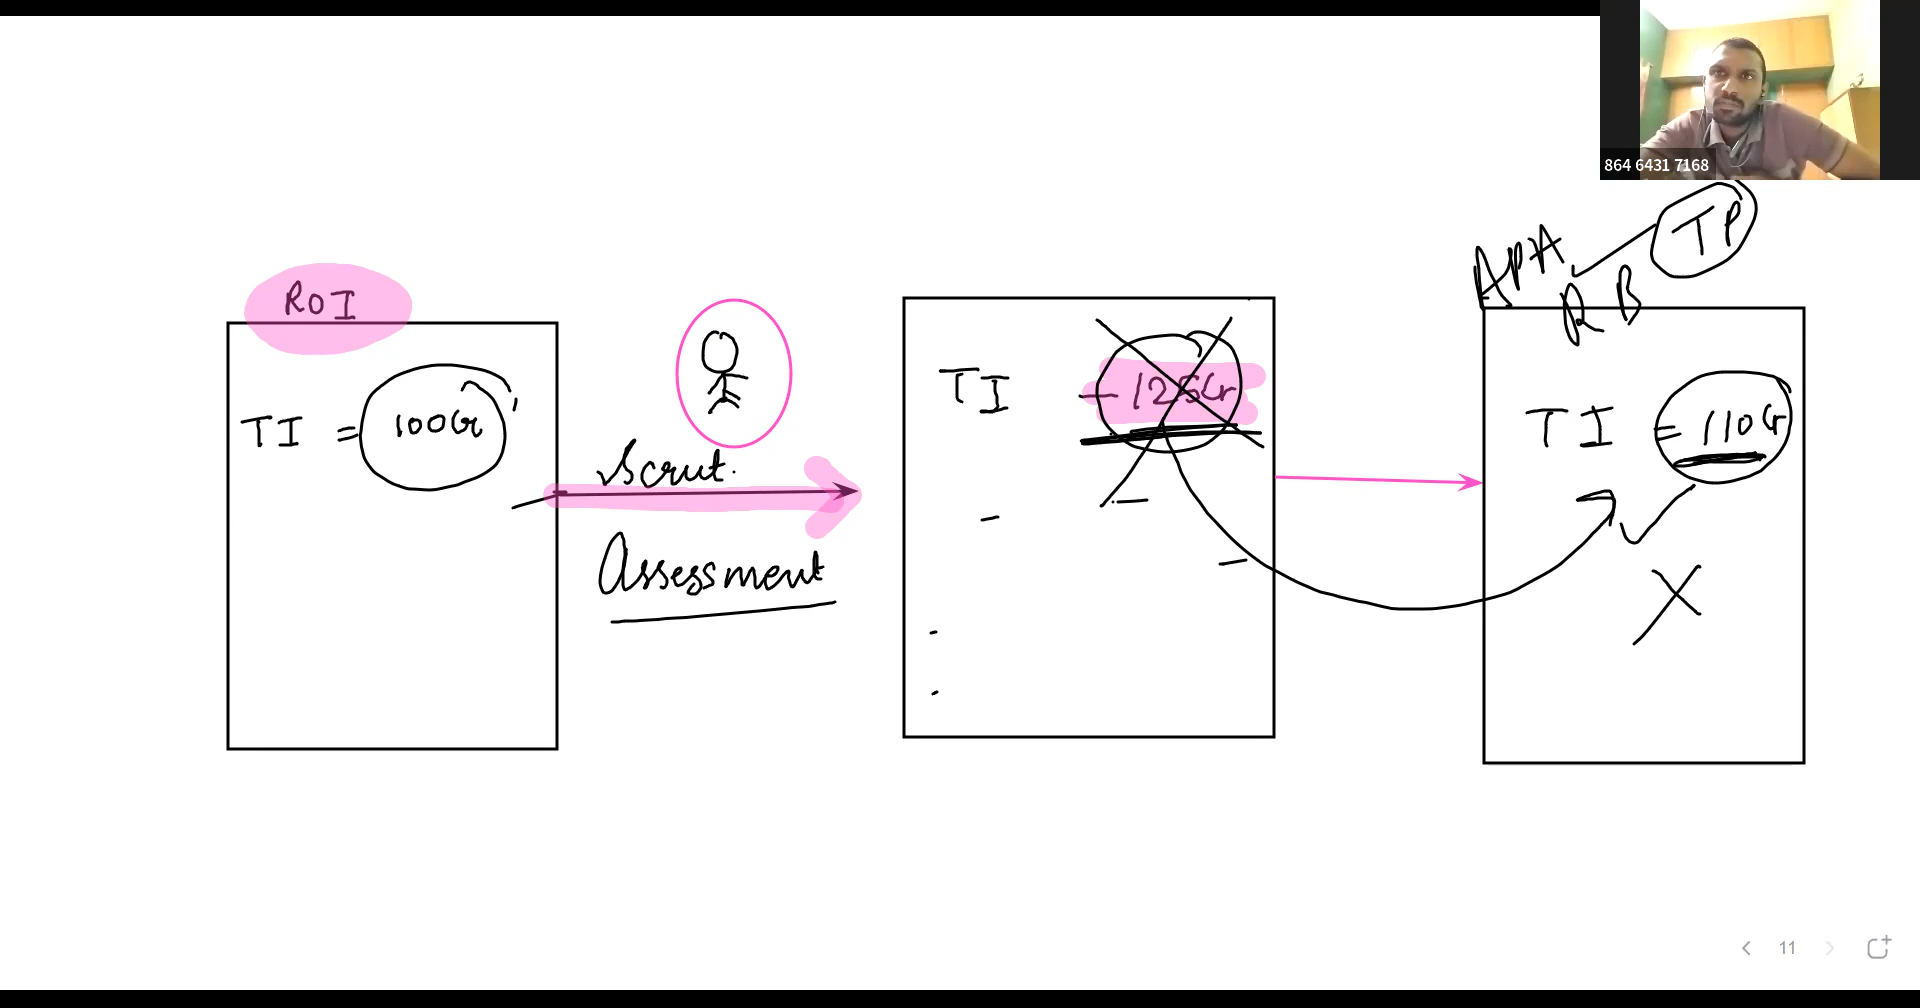 864 6431 7168
TP
APA
RB
ROI
TI = 100Cr
Scrut.
Assessment
TI - 125Cr
TI = 110Cr
X
11